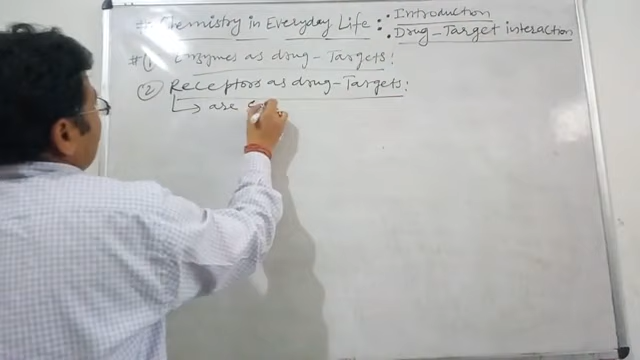 # Chemistry in Everyday Life : • Introduction
• Drug-Target interaction
# (1) Enzymes as drug-Targets:
(2) Receptors as drug-Targets:
↳ are